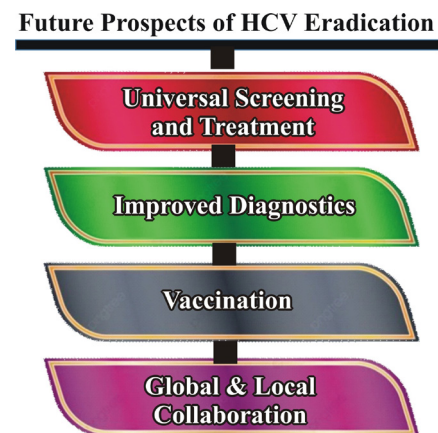 Future Prospects of HCV Eradication
Universal Screening
and Treatment
Improved Diagnostics
Vaccination
Global & Local
Collaboration